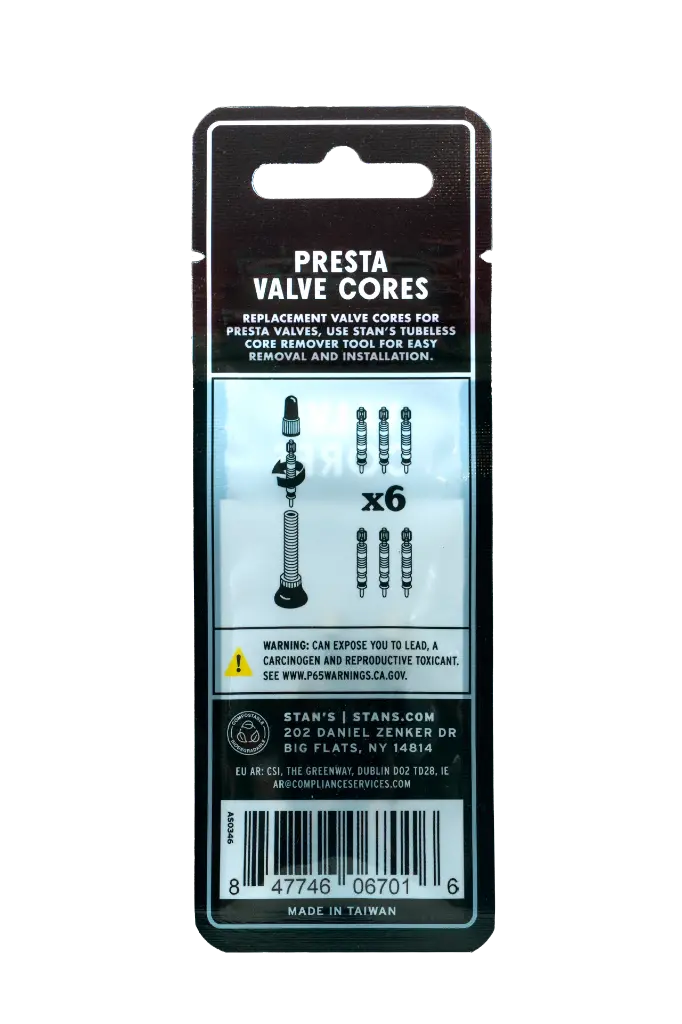 PRESTA
VALVE CORES
REPLACEMENT VALVE CORES FOR
PRESTA VALVES, USE STAN'S TUBELESS
CORE REMOVER TOOL FOR EASY
REMOVAL AND INSTALLATION.
x6
WARNING: CAN EXPOSE YOU TO LEAD, A
CARCINOGEN AND REPRODUCTIVE TOXICANT.
SEE WWW.P65WARNINGS.CA.GOV.
COMPOSTABLE
BIODEGRADABLE
STAN'S | STANS.COM
202 DANIEL ZENKER DR
BIG FLATS, NY 14814
EU AR: CSI, THE GREENWAY, DUBLIN D02 TD28, IE
AR@COMPLIANCESERVICES.COM
AS0346
8 47746 06701 6
MADE IN TAIWAN